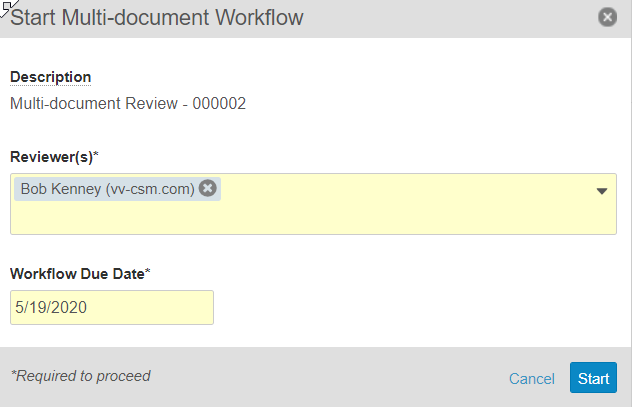 Start Multi-document Workflow
Description
Multi-document Review - 000002
Reviewer(s)*
Bob Kenney (vv-csm.com)
Workflow Due Date*
5/19/2020
*Required to proceed
Cancel
Start